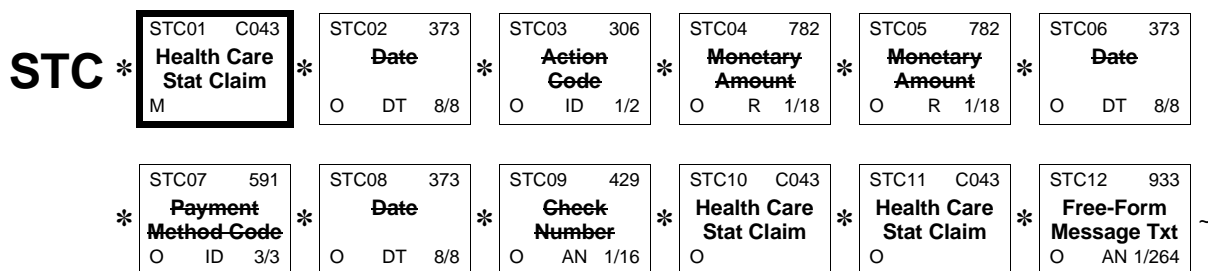 STC * STC01 C043 STC02 373 STC03 306 STC04 782 STC05 782 STC06 373
Health Care * Date * Action * Monetary * Monetary * Date
Stat Claim Code Amount Amount
M O DT 8/8 O ID 1/2 O R 1/18 O R 1/18 O DT 8/8
* STC07 591 STC08 373 STC09 429 STC10 C043 STC11 C043 STC12 933
Payment * Date * Check * Health Care * Health Care * Free-Form ~
Method Code Number Stat Claim Stat Claim Message Txt
O ID 3/3 O DT 8/8 O AN 1/16 O O O AN 1/264